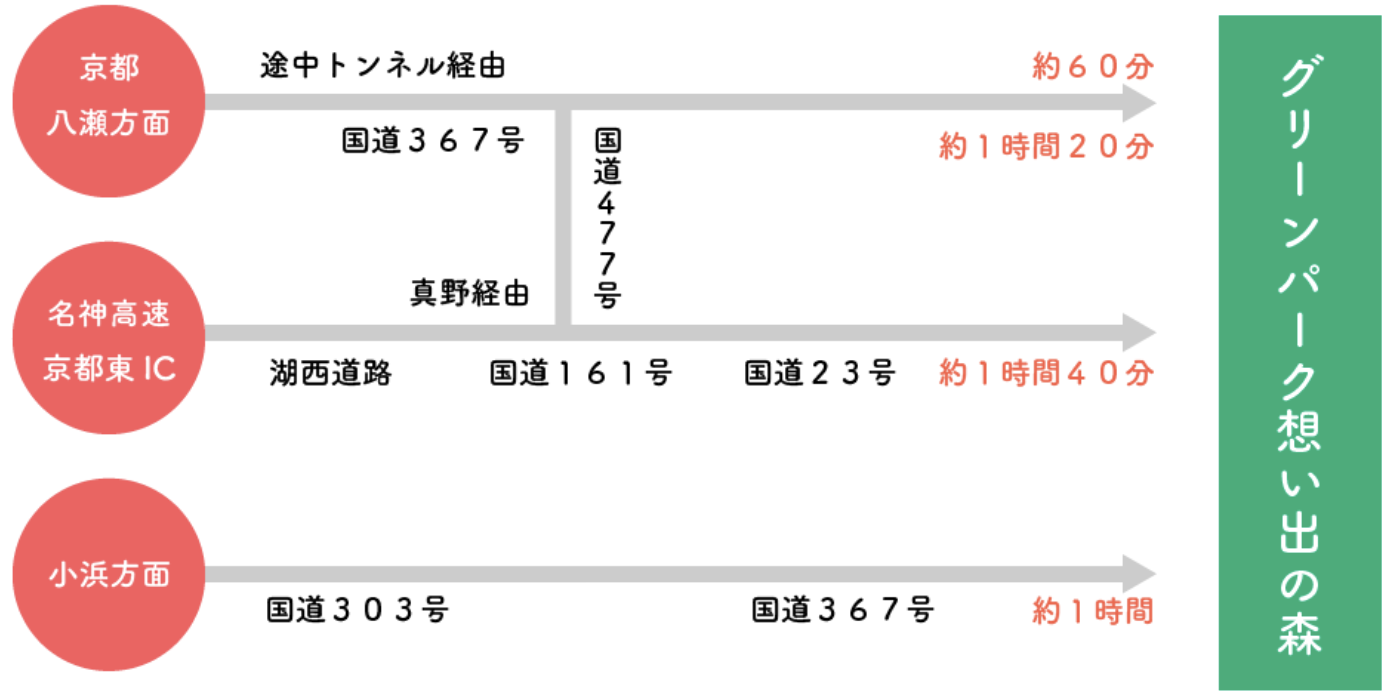 京都
八瀬方面
途中トンネル経由
約60分
国道367号
国道477号
約1時間20分
名神高速
京都東IC
真野経由
湖西道路
国道161号
国道23号
約1時間40分
小浜方面
国道303号
国道367号
約1時間
グリーンパーク想い出の森